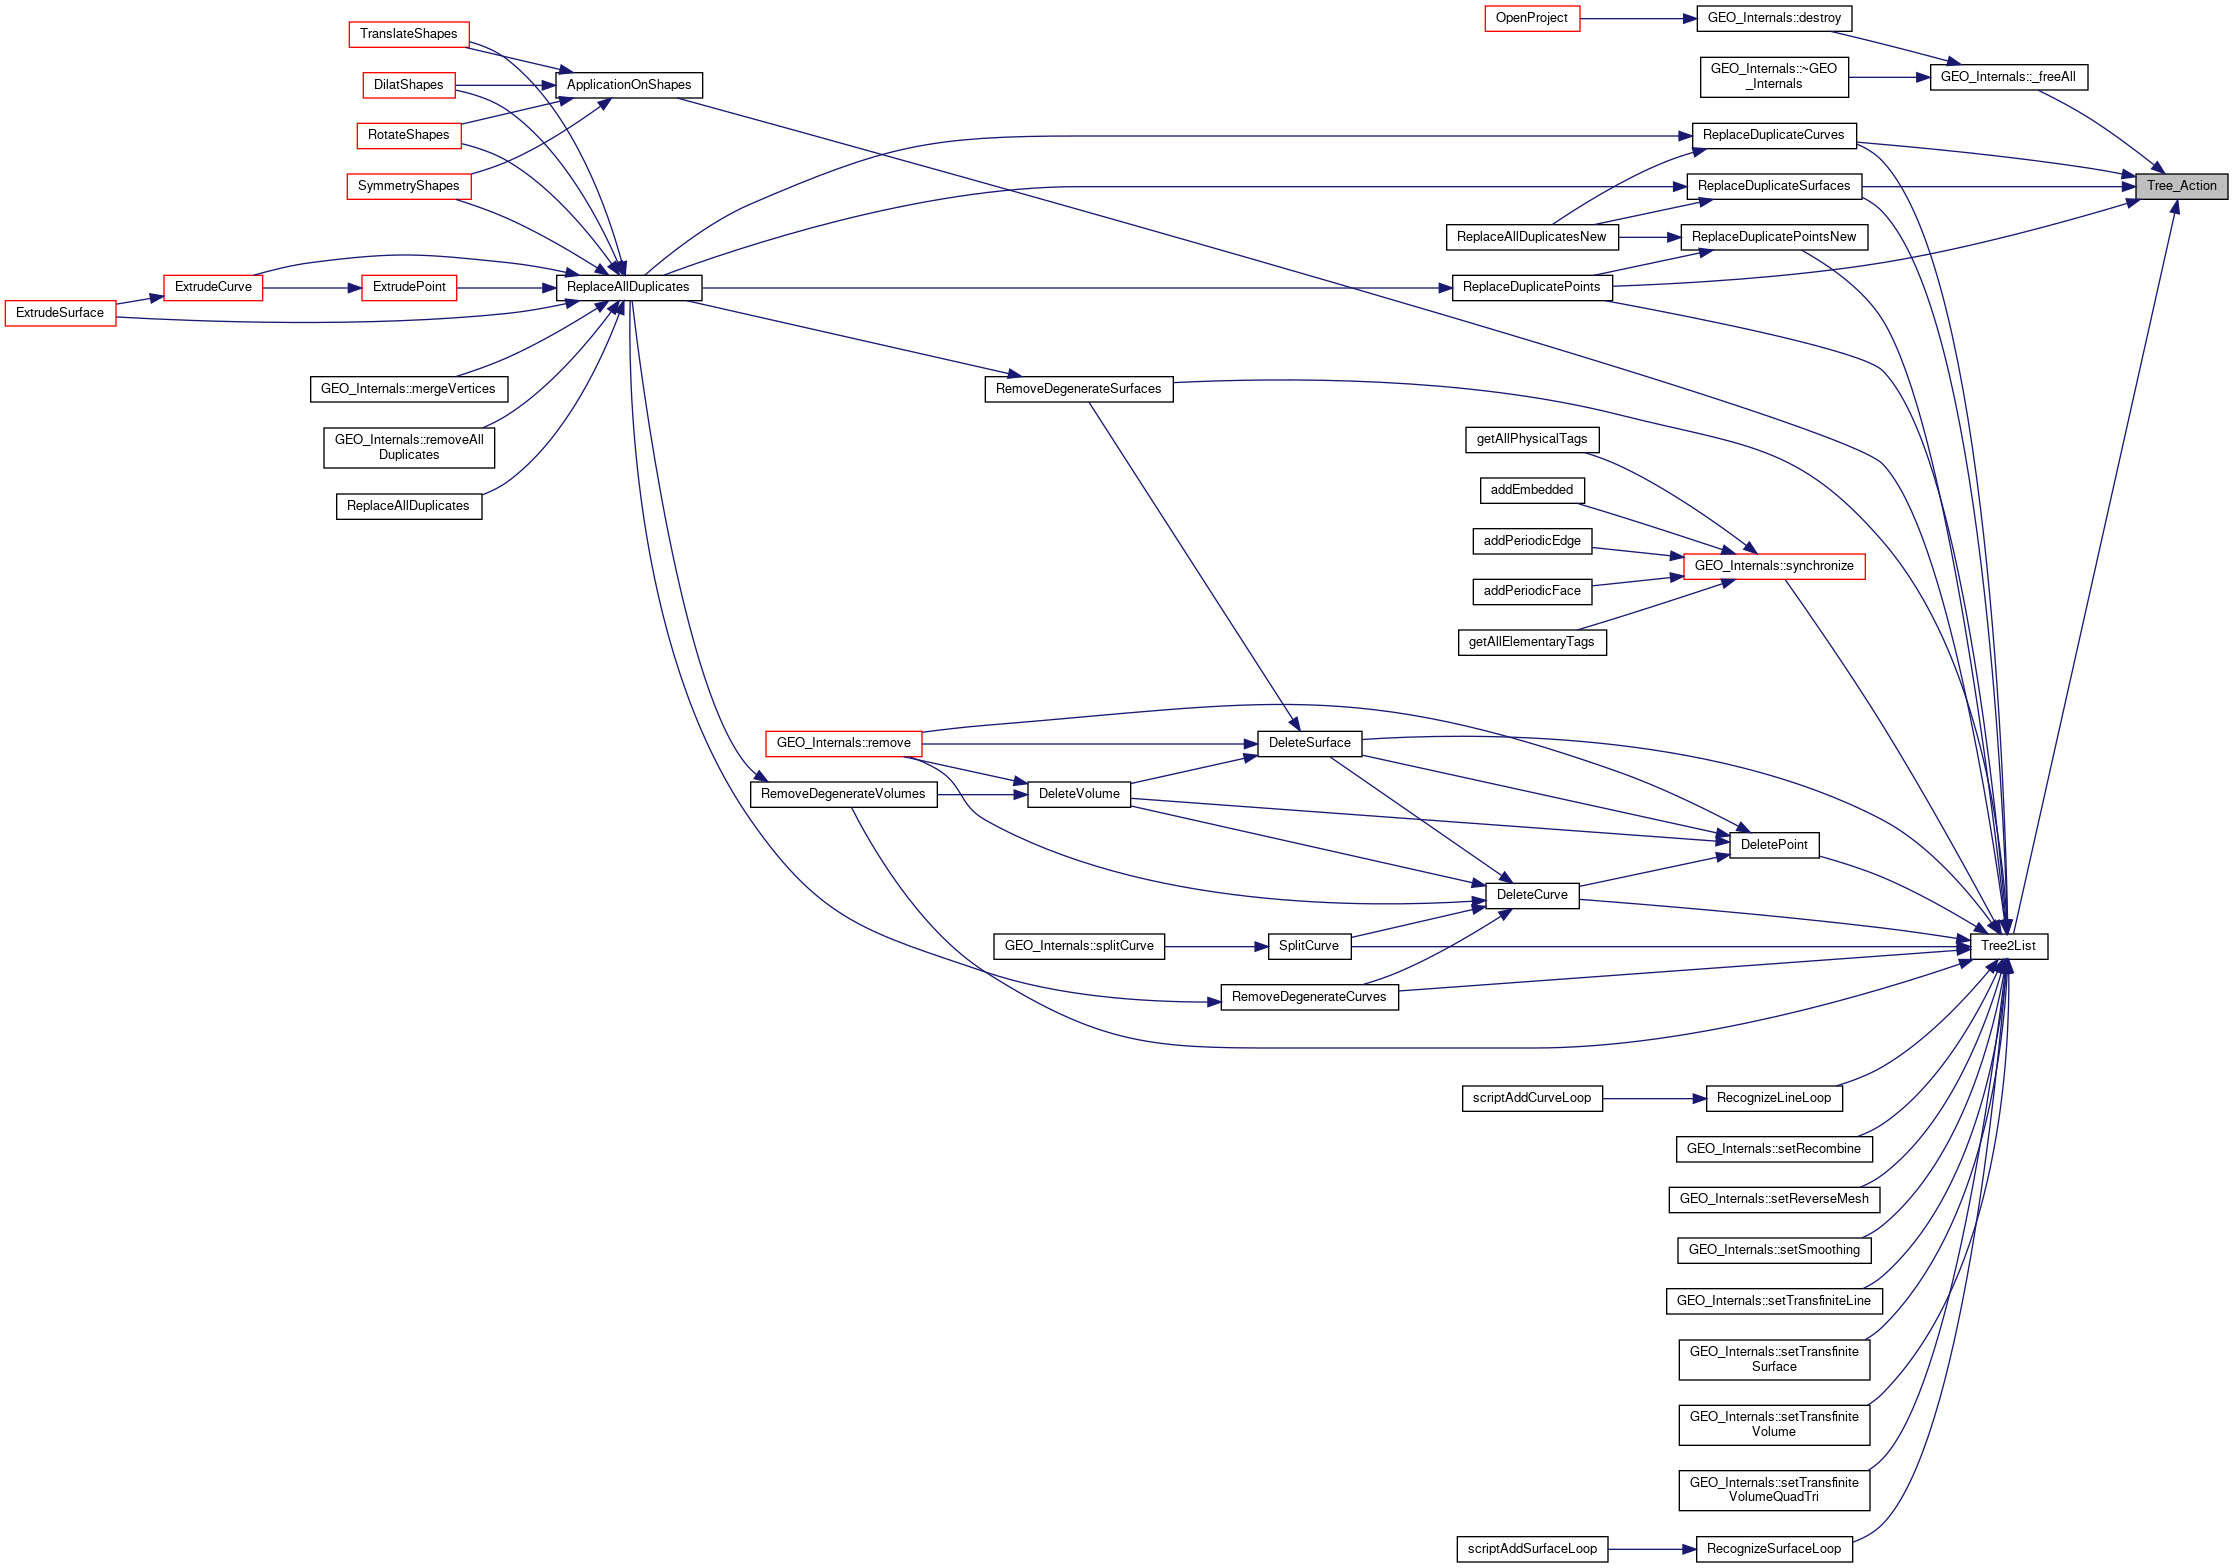 OpenProject
GEO_Internals::destroy
TranslateShapes
ApplicationOnShapes
DilatShapes
GEO_Internals::~GEO
_Internals
GEO_Internals::_freeAll
RotateShapes
ReplaceDuplicateCurves
SymmetryShapes
ReplaceDuplicateSurfaces
Tree_Action
ReplaceAllDuplicatesNew
ReplaceDuplicatePointsNew
ExtrudeSurface
ExtrudeCurve
ExtrudePoint
ReplaceAllDuplicates
ReplaceDuplicatePoints
GEO_Internals::mergeVertices
RemoveDegenerateSurfaces
GEO_Internals::removeAll
Duplicates
getAllPhysicalTags
ReplaceAllDuplicates
addEmbedded
addPeriodicEdge
GEO_Internals::synchronize
addPeriodicFace
getAllElementaryTags
GEO_Internals::remove
DeleteSurface
RemoveDegenerateVolumes
DeleteVolume
DeletePoint
DeleteCurve
GEO_Internals::splitCurve
SplitCurve
Tree2List
RemoveDegenerateCurves
scriptAddCurveLoop
RecognizeLineLoop
GEO_Internals::setRecombine
GEO_Internals::setReverseMesh
GEO_Internals::setSmoothing
GEO_Internals::setTransfiniteLine
GEO_Internals::setTransfinite
Surface
GEO_Internals::setTransfinite
Volume
GEO_Internals::setTransfinite
VolumeQuadTri
scriptAddSurfaceLoop
RecognizeSurfaceLoop